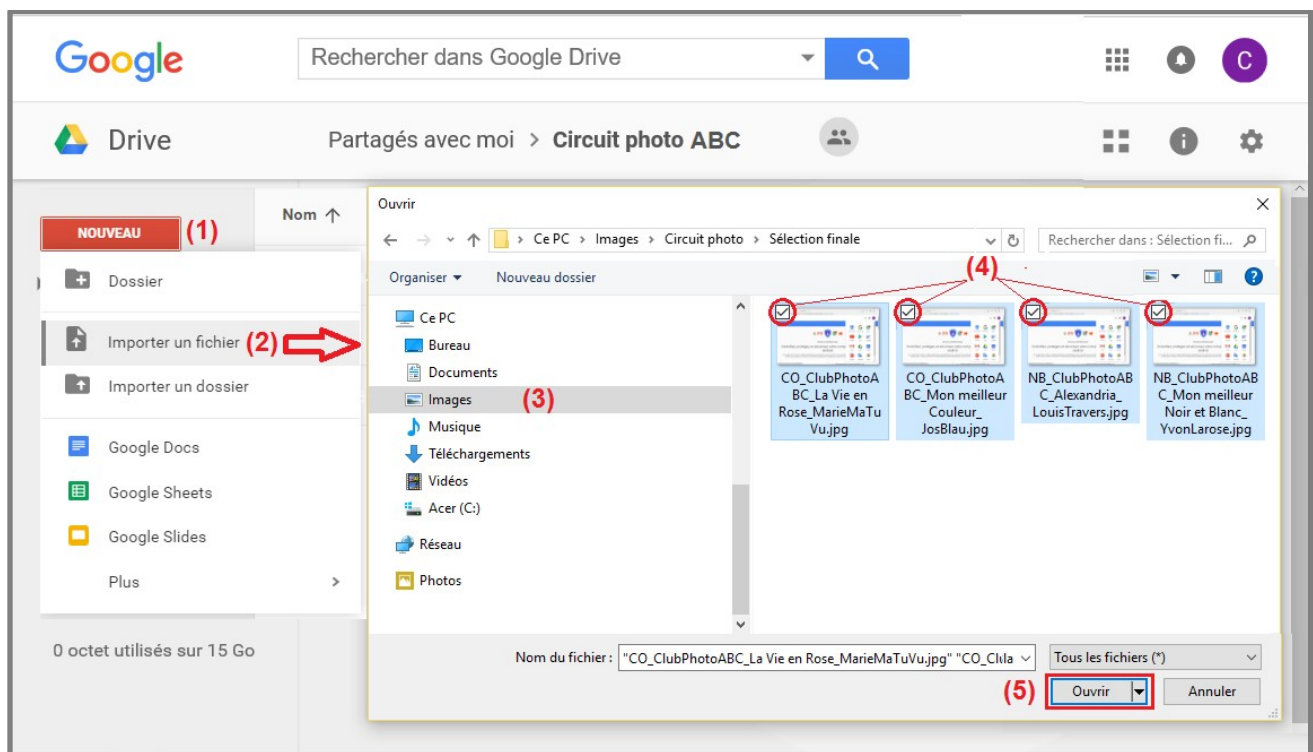 Google
Rechercher dans Google Drive
C
Drive
Partagés avec moi > Circuit photo ABC
NOUVEAU
(1)
Nom ↑
Dossier
Importer un fichier (2)
Importer un dossier
Google Docs
Google Sheets
Google Slides
Plus >
0 octet utilisés sur 15 Go
Ouvrir
Ce PC > Images > Circuit photo > Sélection finale
Rechercher dans : Sélection fi...
Organiser
Nouveau dossier
(4)
Ce PC
Bureau
Documents
Images (3)
Musique
Téléchargements
Vidéos
Acer (C:)
Réseau
Photos
CO_ClubPhotoA
BC_La Vie en
Rose_MarieMaTu
Vu.jpg
CO_ClubPhotoA
BC_Mon meilleur
Couleur_
JosBlau.jpg
NB_ClubPhotoAB
C_Alexandria_
LouisTravers.jpg
NB_ClubPhotoAB
C_Mon meilleur
Noir et Blanc_
YvonLarose.jpg
Nom du fichier : "CO_ClubPhotoABC_La Vie en Rose_MarieMaTuVu.jpg"
Tous les fichiers (*)
(5)
Ouvrir
Annuler